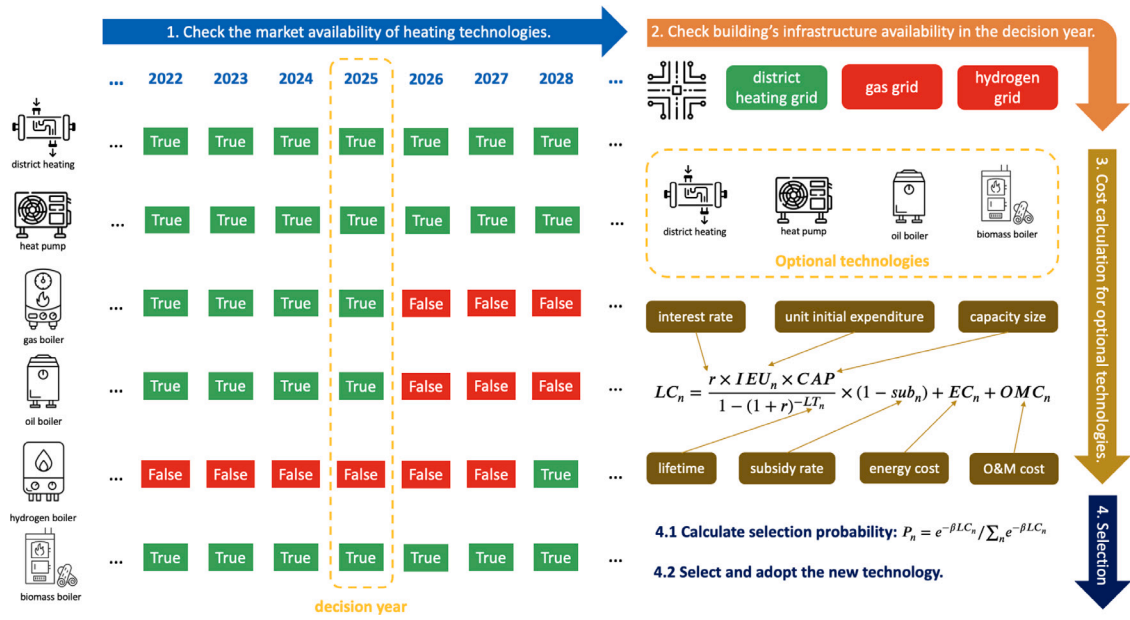 1. Check the market availability of heating technologies.
2. Check building’s infrastructure availability in the decision year.
... 2022 2023 2024 2025 2026 2027 2028 ...
district
heating grid
gas grid
hydrogen
grid
district heating
... True True True True True True True ...
heat pump
... True True True True True True True ...
gas boiler
... True True True True False False False ...
oil boiler
... True True True True False False False ...
hydrogen boiler
... False False False False False False True ...
biomass boiler
... True True True True True True True ...
decision year
district heating
heat pump
oil boiler
biomass boiler
Optional technologies
3. Cost calculation for optional technologies.
interest rate
unit initial expenditure
capacity size
LCₙ = r × IEUₙ × CAP / 1 − (1 + r)^−LTₙ × (1 − subₙ) + ECₙ + OMCₙ
lifetime
subsidy rate
energy cost
O&M cost
4. Selection
4.1 Calculate selection probability: Pₙ = e^−βLCₙ / ∑ₙ e^−βLCₙ
4.2 Select and adopt the new technology.